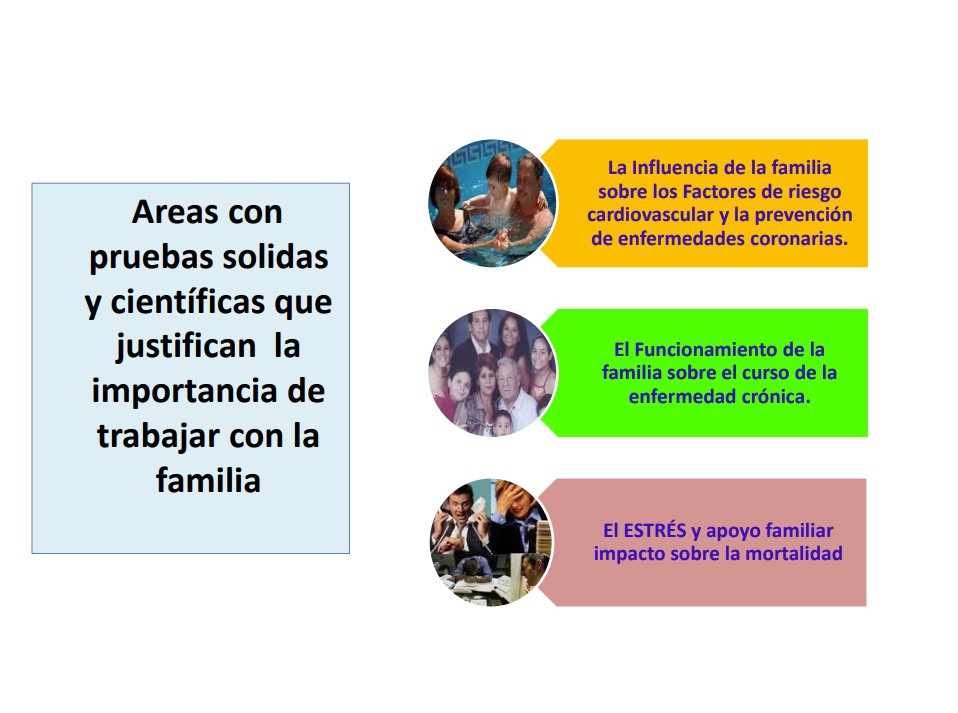 Areas con
pruebas solidas
y científicas que
justifican  la
importancia de
trabajar con la
familia
La Influencia de la familia
sobre los Factores de riesgo
cardiovascular y la prevención
de enfermedades coronarias.
El Funcionamiento de la
familia sobre el curso de la
enfermedad crónica.
El ESTRÉS y apoyo familiar
impacto sobre la mortalidad